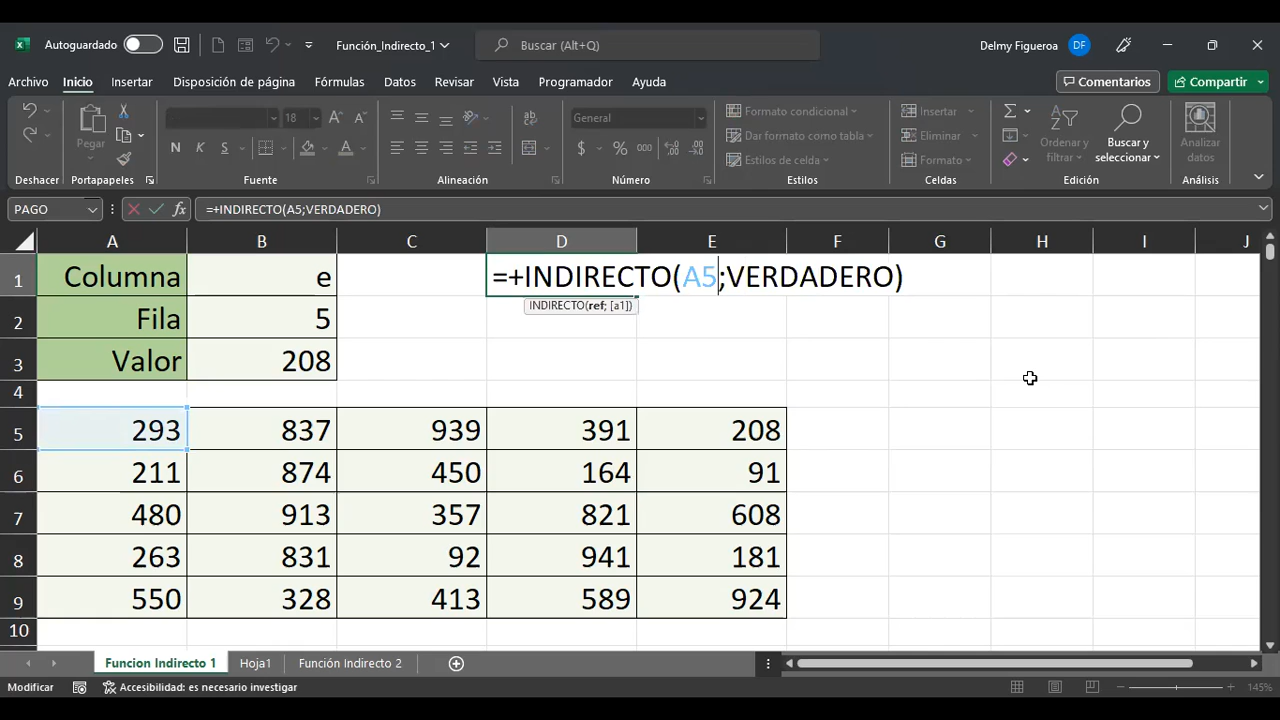 Autoguardado Función_Indirecto_1 Buscar (Alt+Q) Delmy Figueroa DF
Archivo Inicio Insertar Disposición de página Fórmulas Datos Revisar Vista Programador Ayuda Comentarios Compartir
18 General Formato condicional Insertar
Pegar Dar formato como tabla Eliminar Ordenar y filtrar Buscar y seleccionar Analizar datos
N K S A $ % 000 Estilos de celda Formato
Deshacer Portapapeles Fuente Alineación Número Estilos Celdas Edición Análisis
PAGO fx =+INDIRECTO(A5;VERDADERO)
A B C D E F G H I J
1 Columna e =+INDIRECTO(A5;VERDADERO)
INDIRECTO(ref; [a1])
2 Fila 5
3 Valor 208
4
5 293 837 939 391 208
6 211 874 450 164 91
7 480 913 357 821 608
8 263 831 92 941 181
9 550 328 413 589 924
10
Funcion Indirecto 1 Hoja1 Función Indirecto 2
Modificar Accesibilidad: es necesario investigar 145%